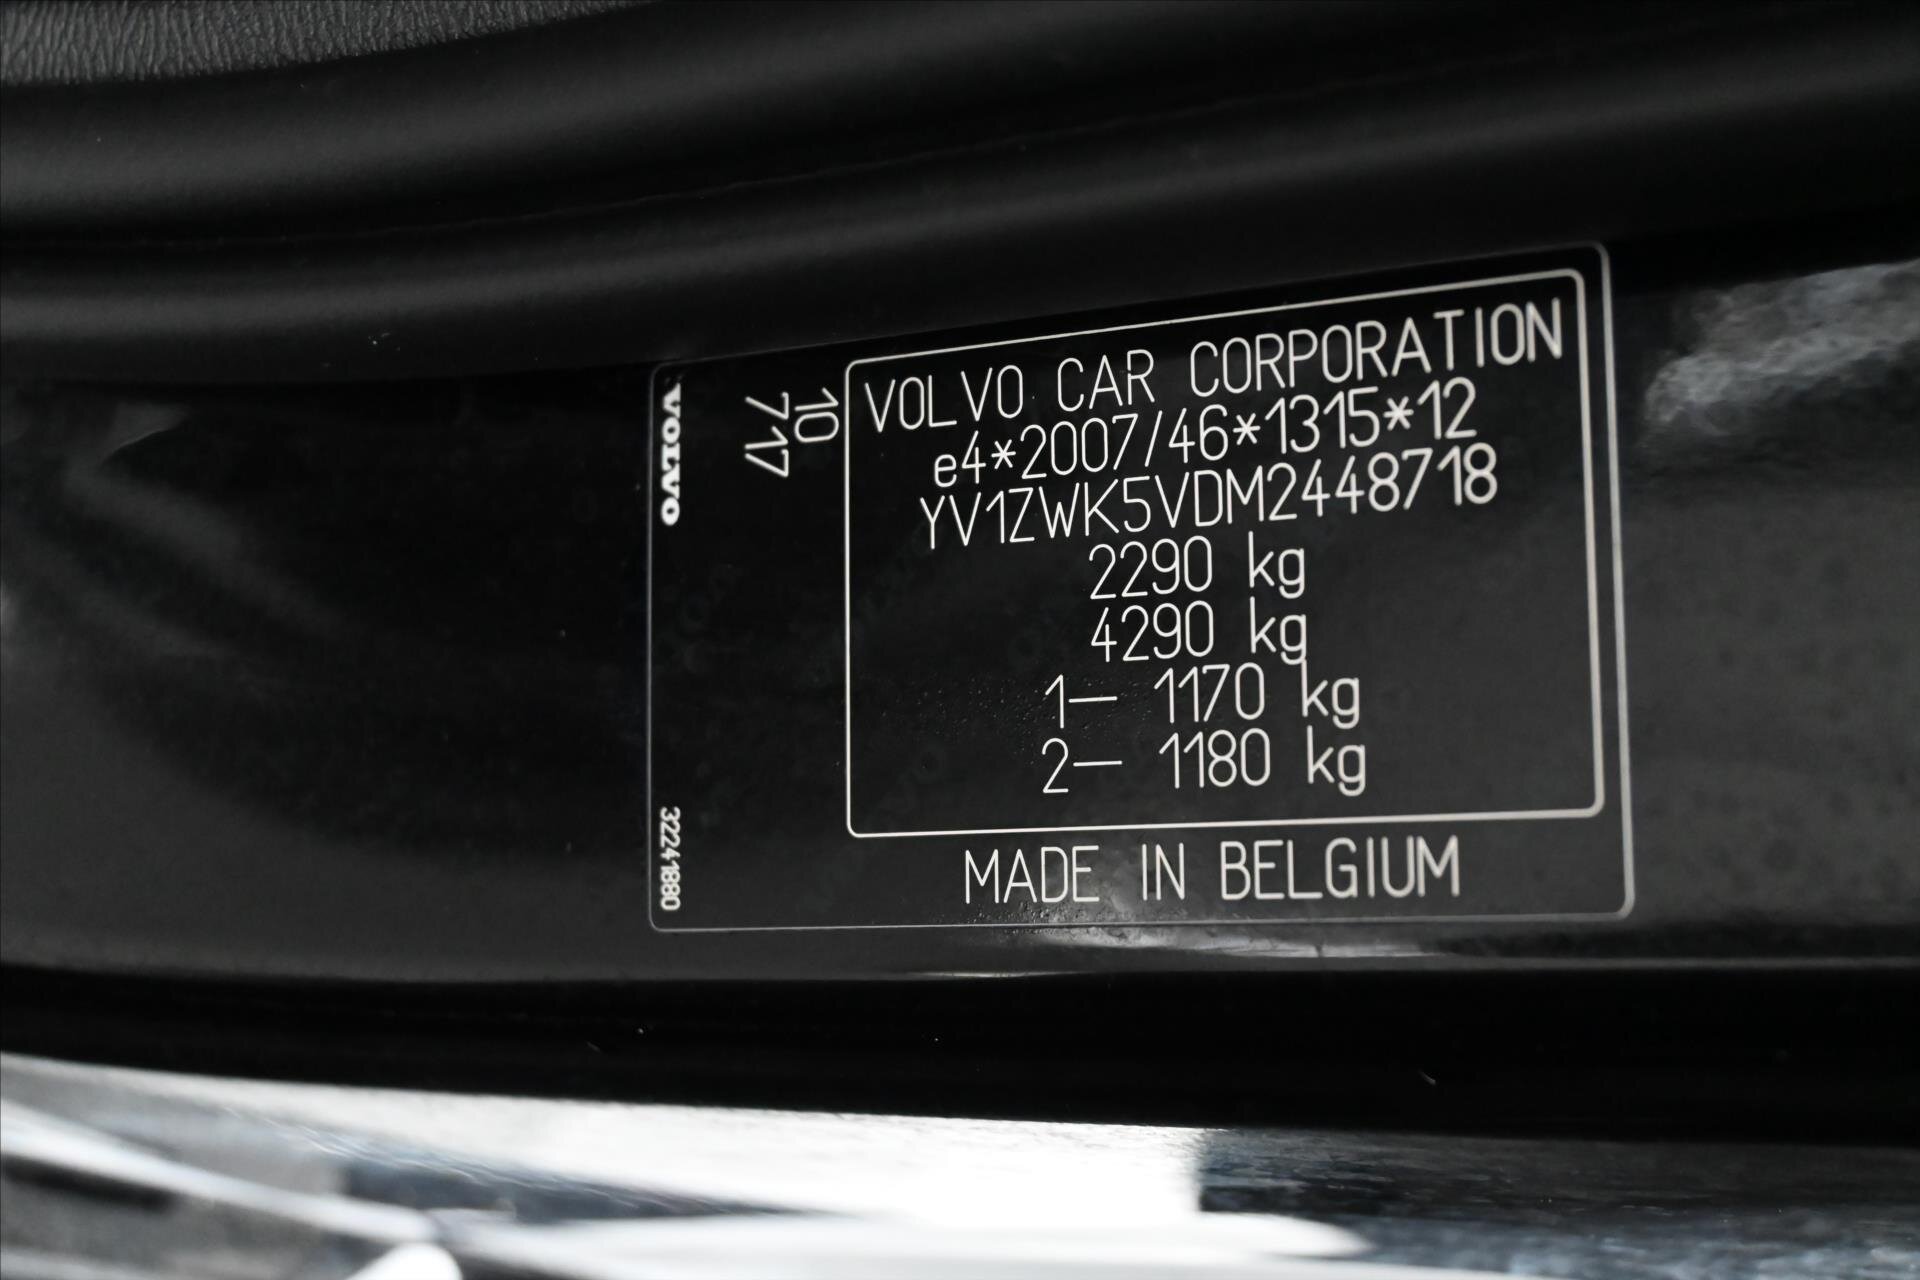 VOLVO
32241880
10
717
VOLVO CAR CORPORATION
e4*2007/46*1315*12
YV1ZWK5VDM2448718
2290 kg
4290 kg
1— 1170 kg
2— 1180 kg
MADE IN BELGIUM